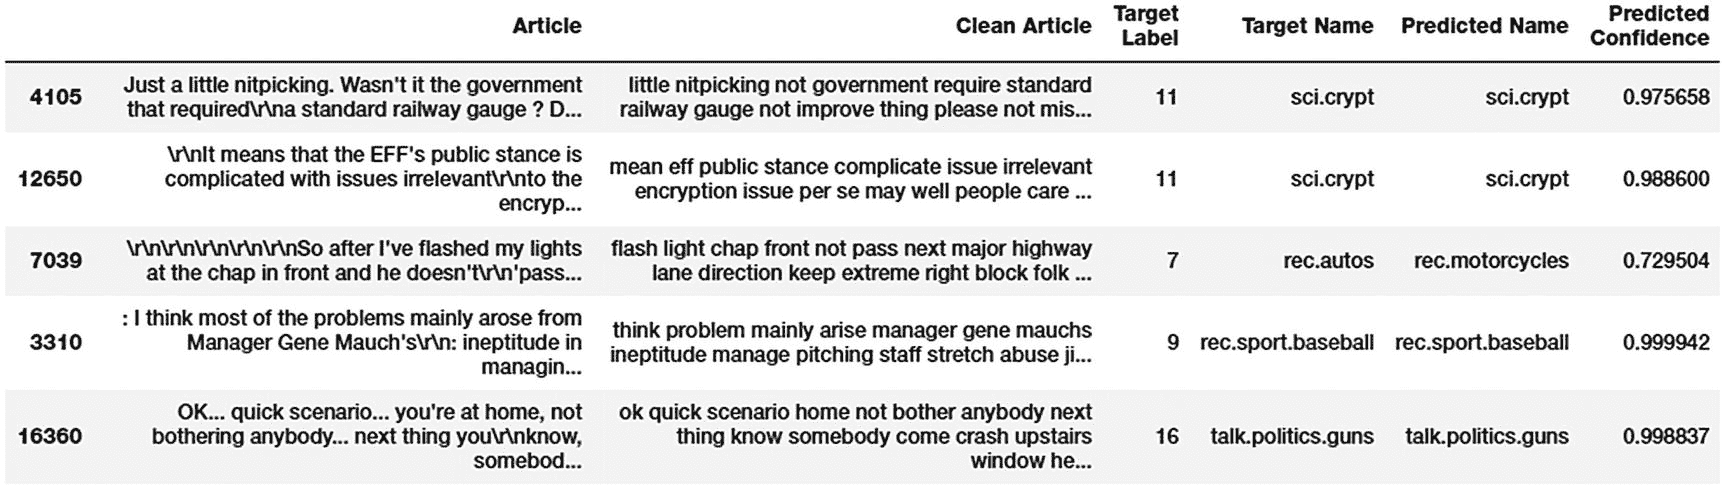 Article Clean Article Target Label Target Name Predicted Name Predicted Confidence
4105 Just a little nitpicking. Wasn't it the government little nitpicking not government require standard 11 sci.crypt sci.crypt 0.975658
that required\r\na standard railway gauge ? D... railway gauge not improve thing please not mis...
12650 \r\nIt means that the EFF's public stance is mean eff public stance complicate issue irrelevant 11 sci.crypt sci.crypt 0.988600
complicated with issues irrelevant\r\nto the encryption issue per se may well people care ...
encryp...
7039 \r\n\r\n\r\n\r\n\r\nSo after I've flashed my lights flash light chap front not pass next major highway 7 rec.autos rec.motorcycles 0.729504
at the chap in front and he doesn't\r\n'pass... lane direction keep extreme right block folk ...
3310 : I think most of the problems mainly arose from think problem mainly arise manager gene mauchs 9 rec.sport.baseball rec.sport.baseball 0.999942
Manager Gene Mauch's\r\n: ineptitude in ineptitude manage pitching staff stretch abuse ji...
managin...
16360 OK... quick scenario... you're at home, not ok quick scenario home not bother anybody next 16 talk.politics.guns talk.politics.guns 0.998837
bothering anybody... next thing you\r\nknow, thing know somebody come crash upstairs
somebod... window he...